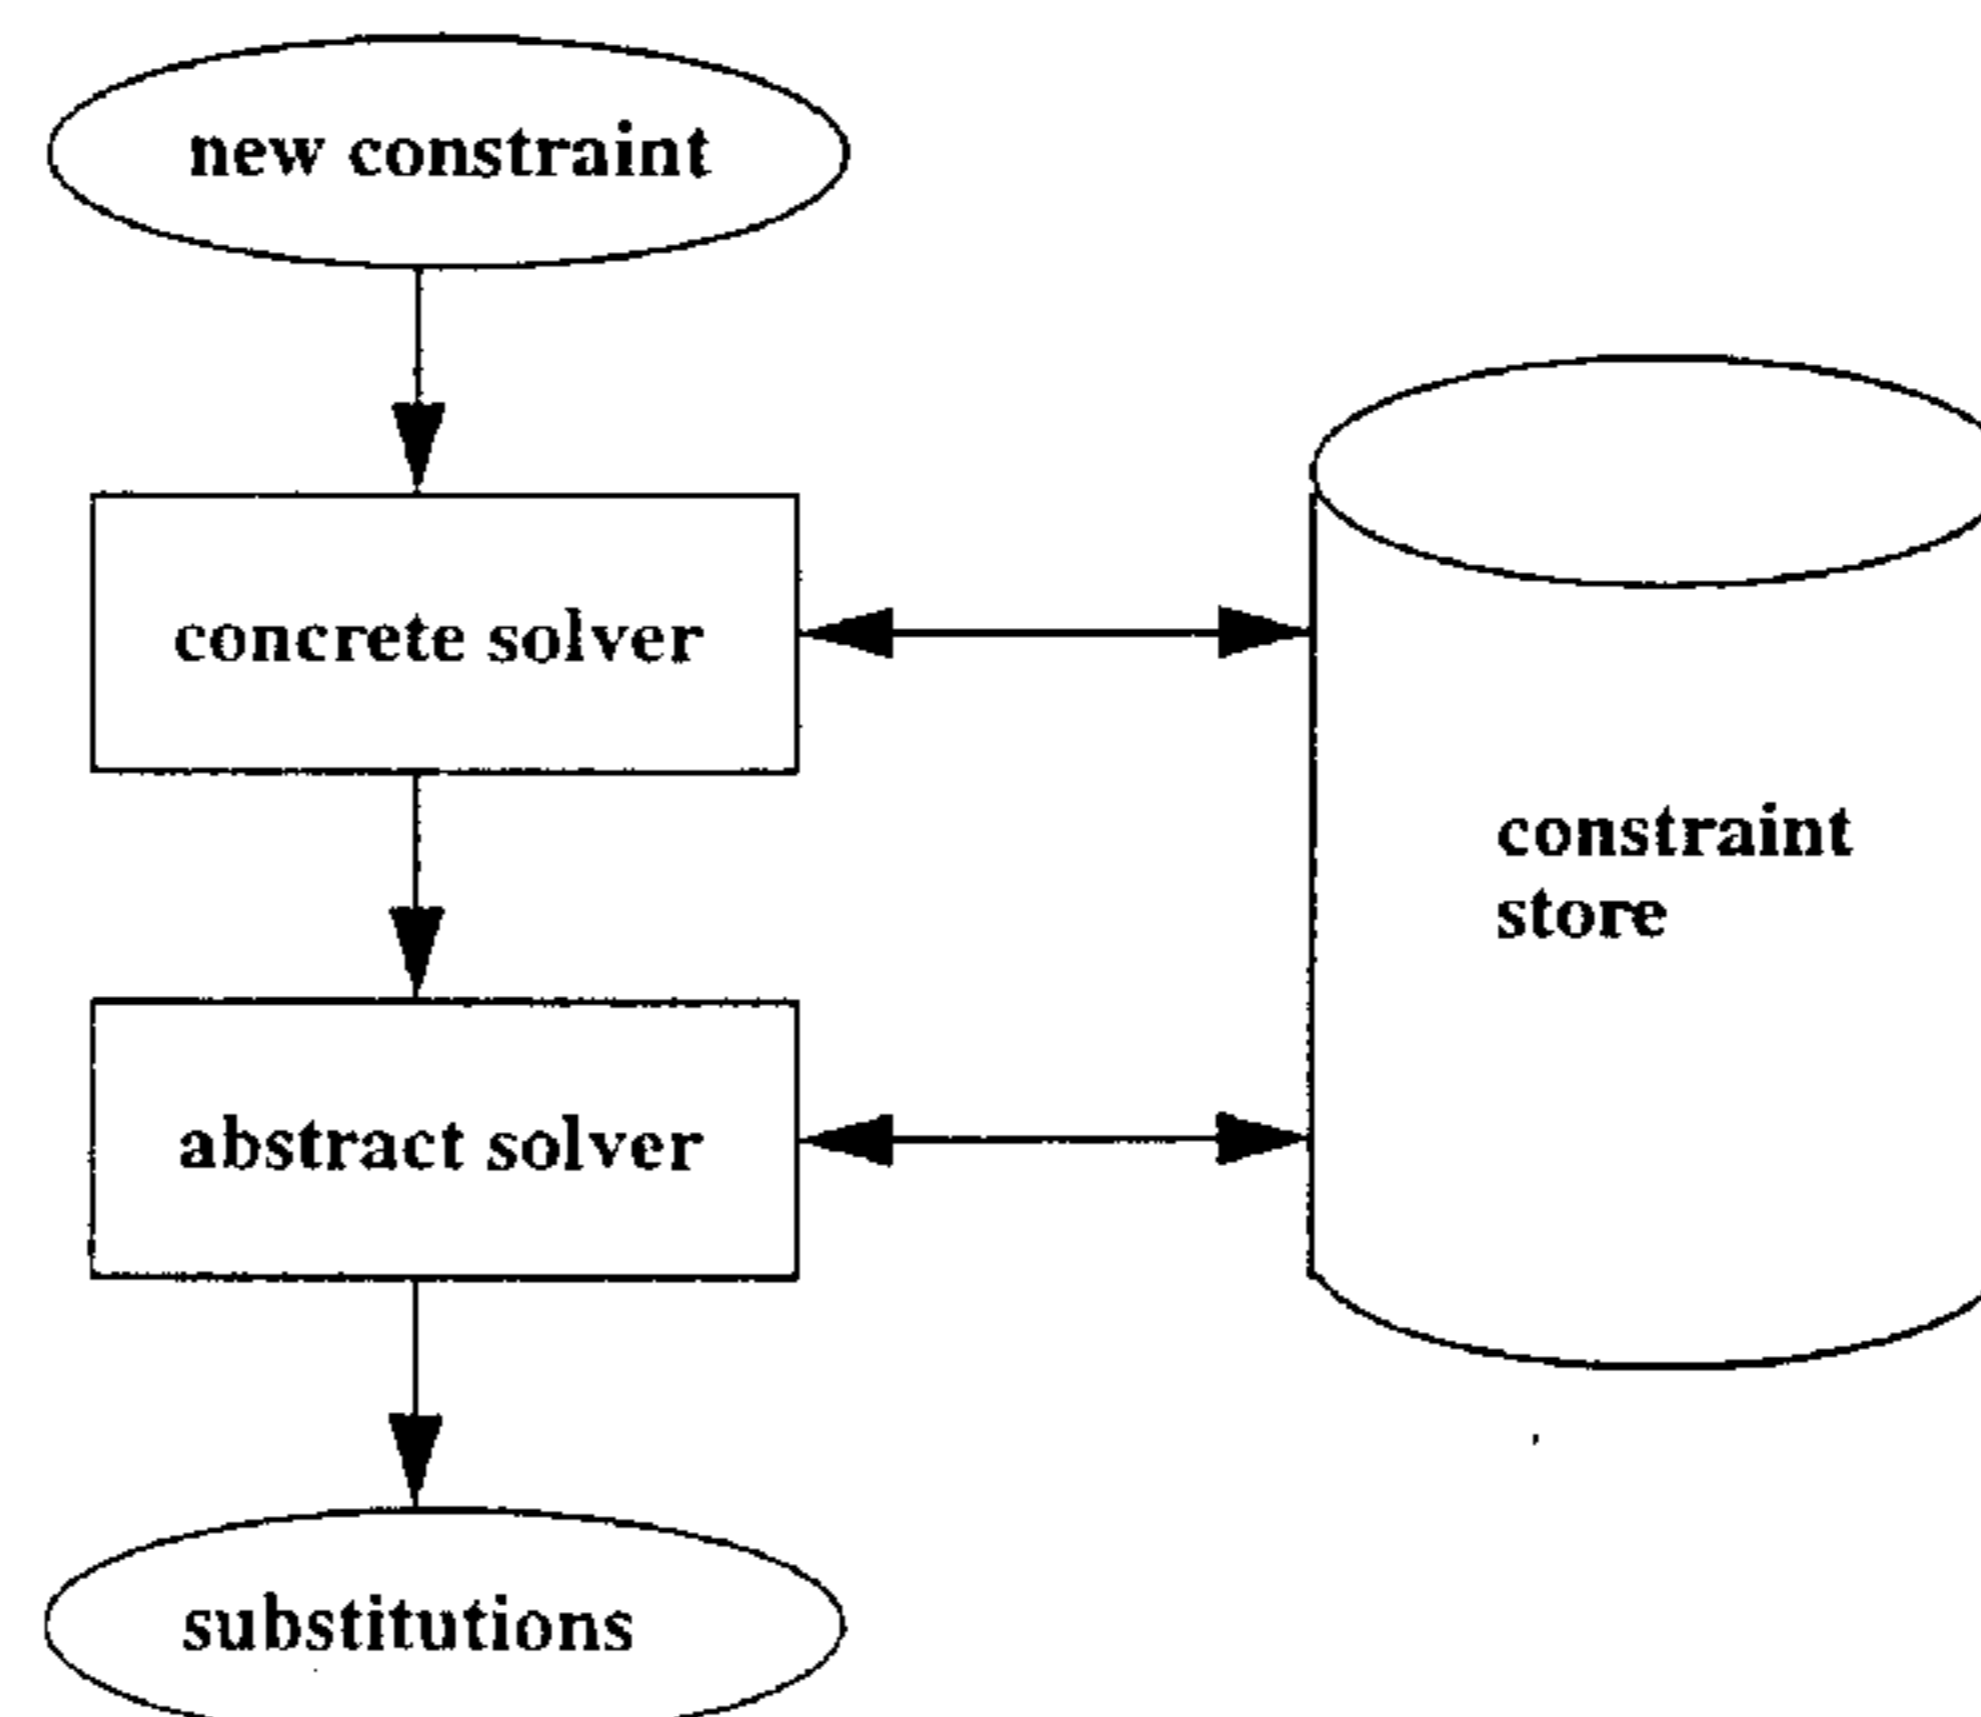 new constraint
concrete solver
constraint
store
abstract solver
substitutions